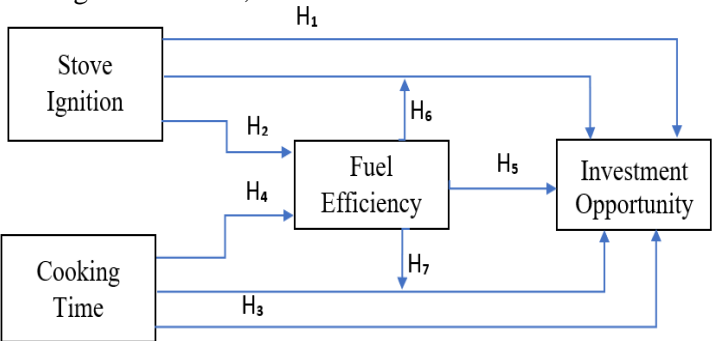 H₁
Stove
Ignition
H₂
H₆
Fuel
Efficiency
H₅
Investment
Opportunity
H₄
Cooking
Time
H₇
H₃